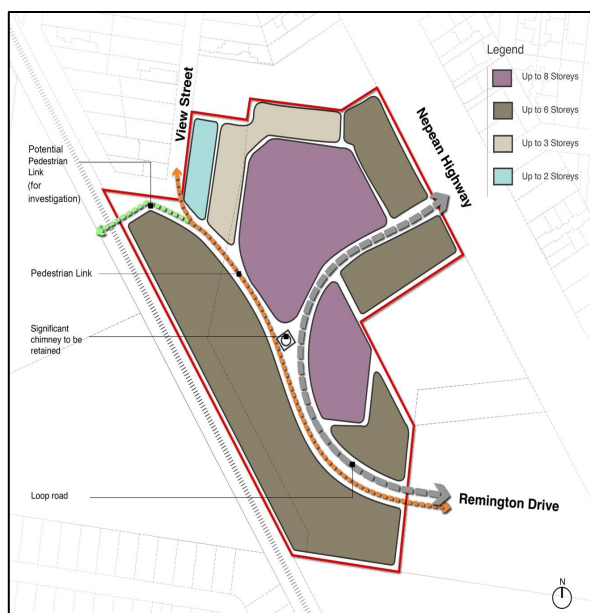 Legend
Up to 8 Storeys
Up to 6 Storeys
Up to 3 Storeys
Up to 2 Storeys
View Street
Nepean Highway
Potential
Pedestrian
Link
(for
investigation)
Pedestrian Link
Significant
chimney to be
retained
Loop road
Remington Drive
N